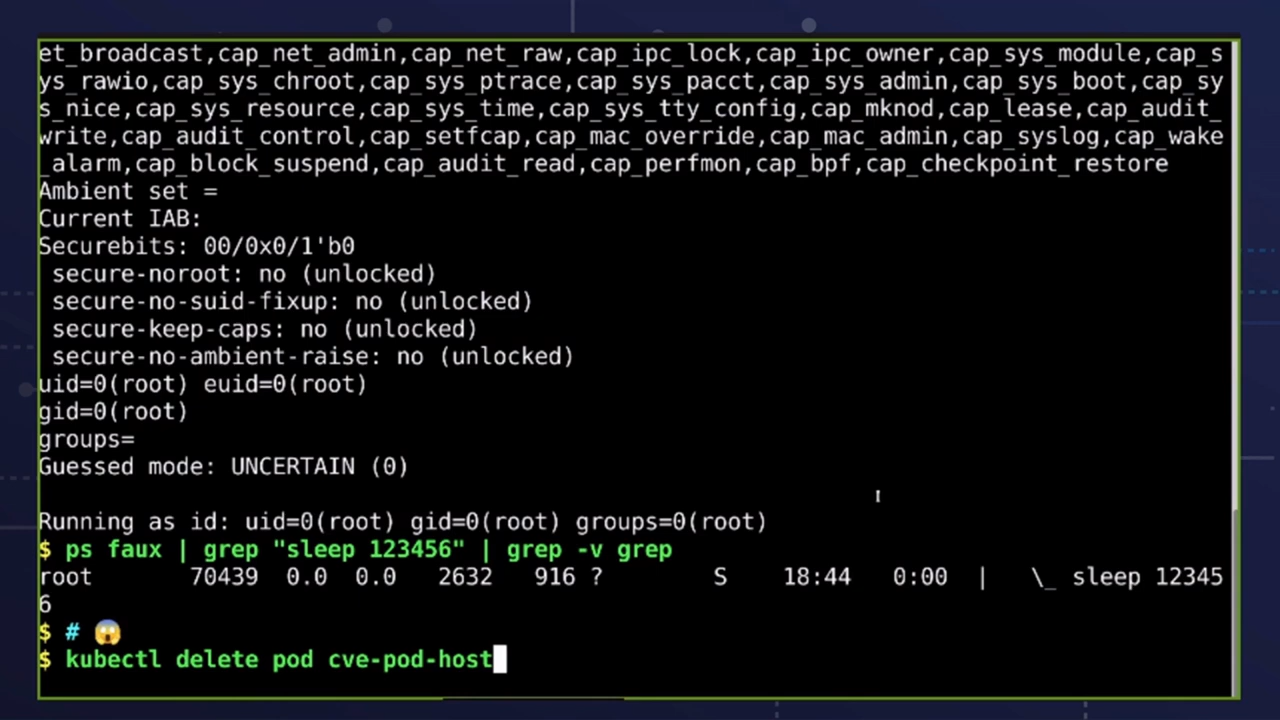 et_broadcast,cap_net_admin,cap_net_raw,cap_ipc_lock,cap_ipc_owner,cap_sys_module,cap_s
ys_rawio,cap_sys_chroot,cap_sys_ptrace,cap_sys_pacct,cap_sys_admin,cap_sys_boot,cap_sy
s_nice,cap_sys_resource,cap_sys_time,cap_sys_tty_config,cap_mknod,cap_lease,cap_audit_
write,cap_audit_control,cap_setfcap,cap_mac_override,cap_mac_admin,cap_syslog,cap_wake
_alarm,cap_block_suspend,cap_audit_read,cap_perfmon,cap_bpf,cap_checkpoint_restore
Ambient set =
Current IAB:
Securebits: 00/0x0/1'b0
 secure-noroot: no (unlocked)
 secure-no-suid-fixup: no (unlocked)
 secure-keep-caps: no (unlocked)
 secure-no-ambient-raise: no (unlocked)
uid=0(root) euid=0(root)
gid=0(root)
groups=
Guessed mode: UNCERTAIN (0)
Running as id: uid=0(root) gid=0(root) groups=0(root)
$ ps faux | grep "sleep 123456" | grep -v grep
root       70439  0.0  0.0   2632   916 ?        S    18:44   0:00  |   \_ sleep 12345
6
$ # 😱
$ kubectl delete pod cve-pod-host